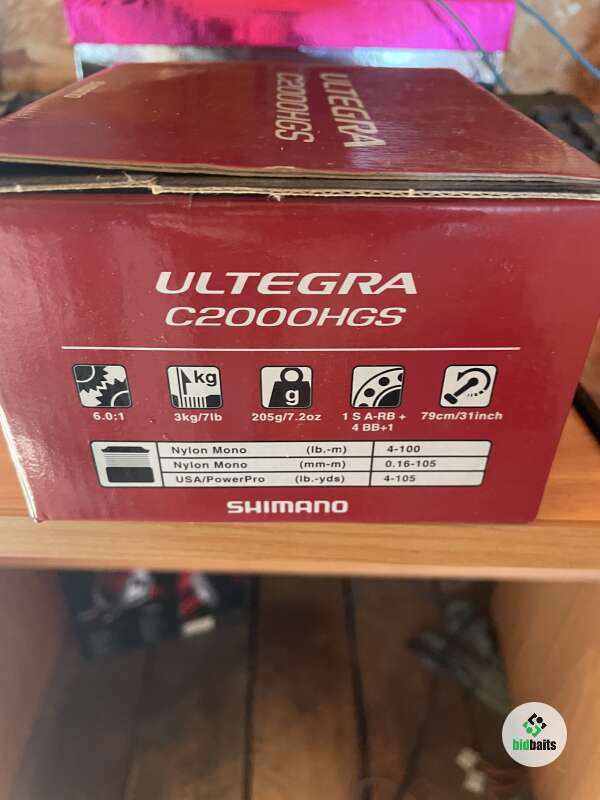 SHIMANO
ULTEGRA
C2000HGS
ULTEGRA
C2000HGS
kg
g
6.0:1
3kg/7lb
205g/7.2oz
1 S A-RB +
4 BB+1
79cm/31inch
Nylon Mono (lb.-m) 4-100
Nylon Mono (mm-m) 0.16-105
USA/PowerPro (lb.-yds) 4-105
SHIMANO
bidbaits